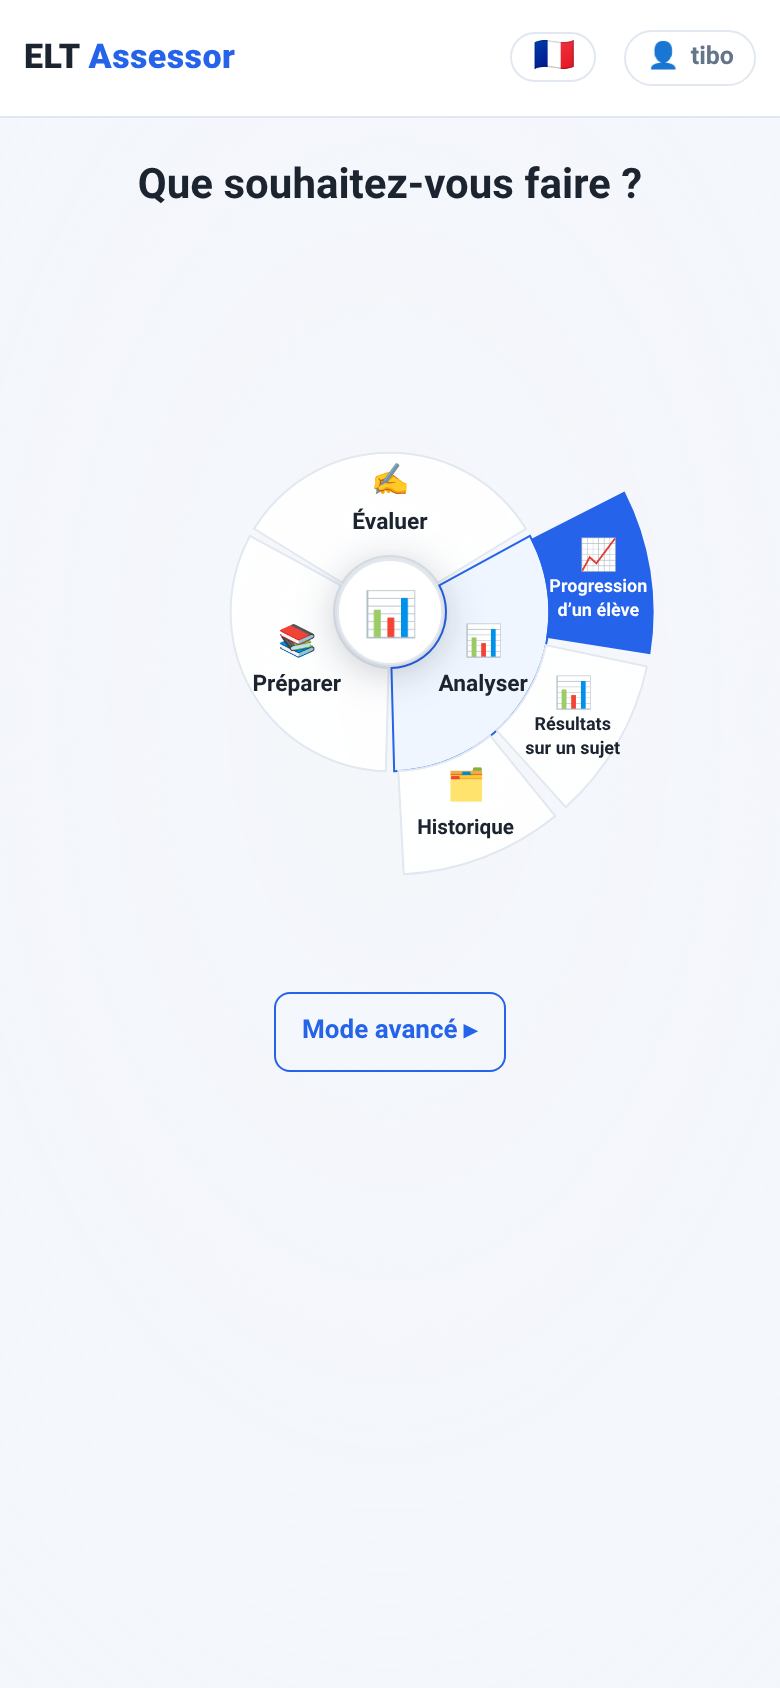 ELT Assessor
tibo
Que souhaitez-vous faire ?
Évaluer
Progression
d’un élève
Préparer
Analyser
Résultats
sur un sujet
Historique
Mode avancé ▸